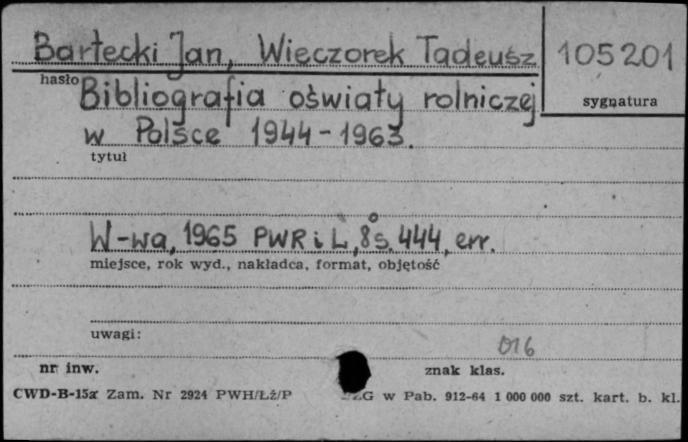 Bartecki Jan, Wieczorek Tadeusz
105201
hasło
sygnatura
Bibliografia oświaty rolniczej
w Polsce 1944-1963.
tytuł
W-wa, 1965 PWRiL, 8° s. 444, err.
miejsce, rok wyd., nakładca, format, objętość
uwagi:
016
nr inw.
znak klas.
CWD-B-15a Zam. Nr 2924 PWH/Łż/P
ZG w Pab. 912-64 1 000 000 szt. kart. b. kl.